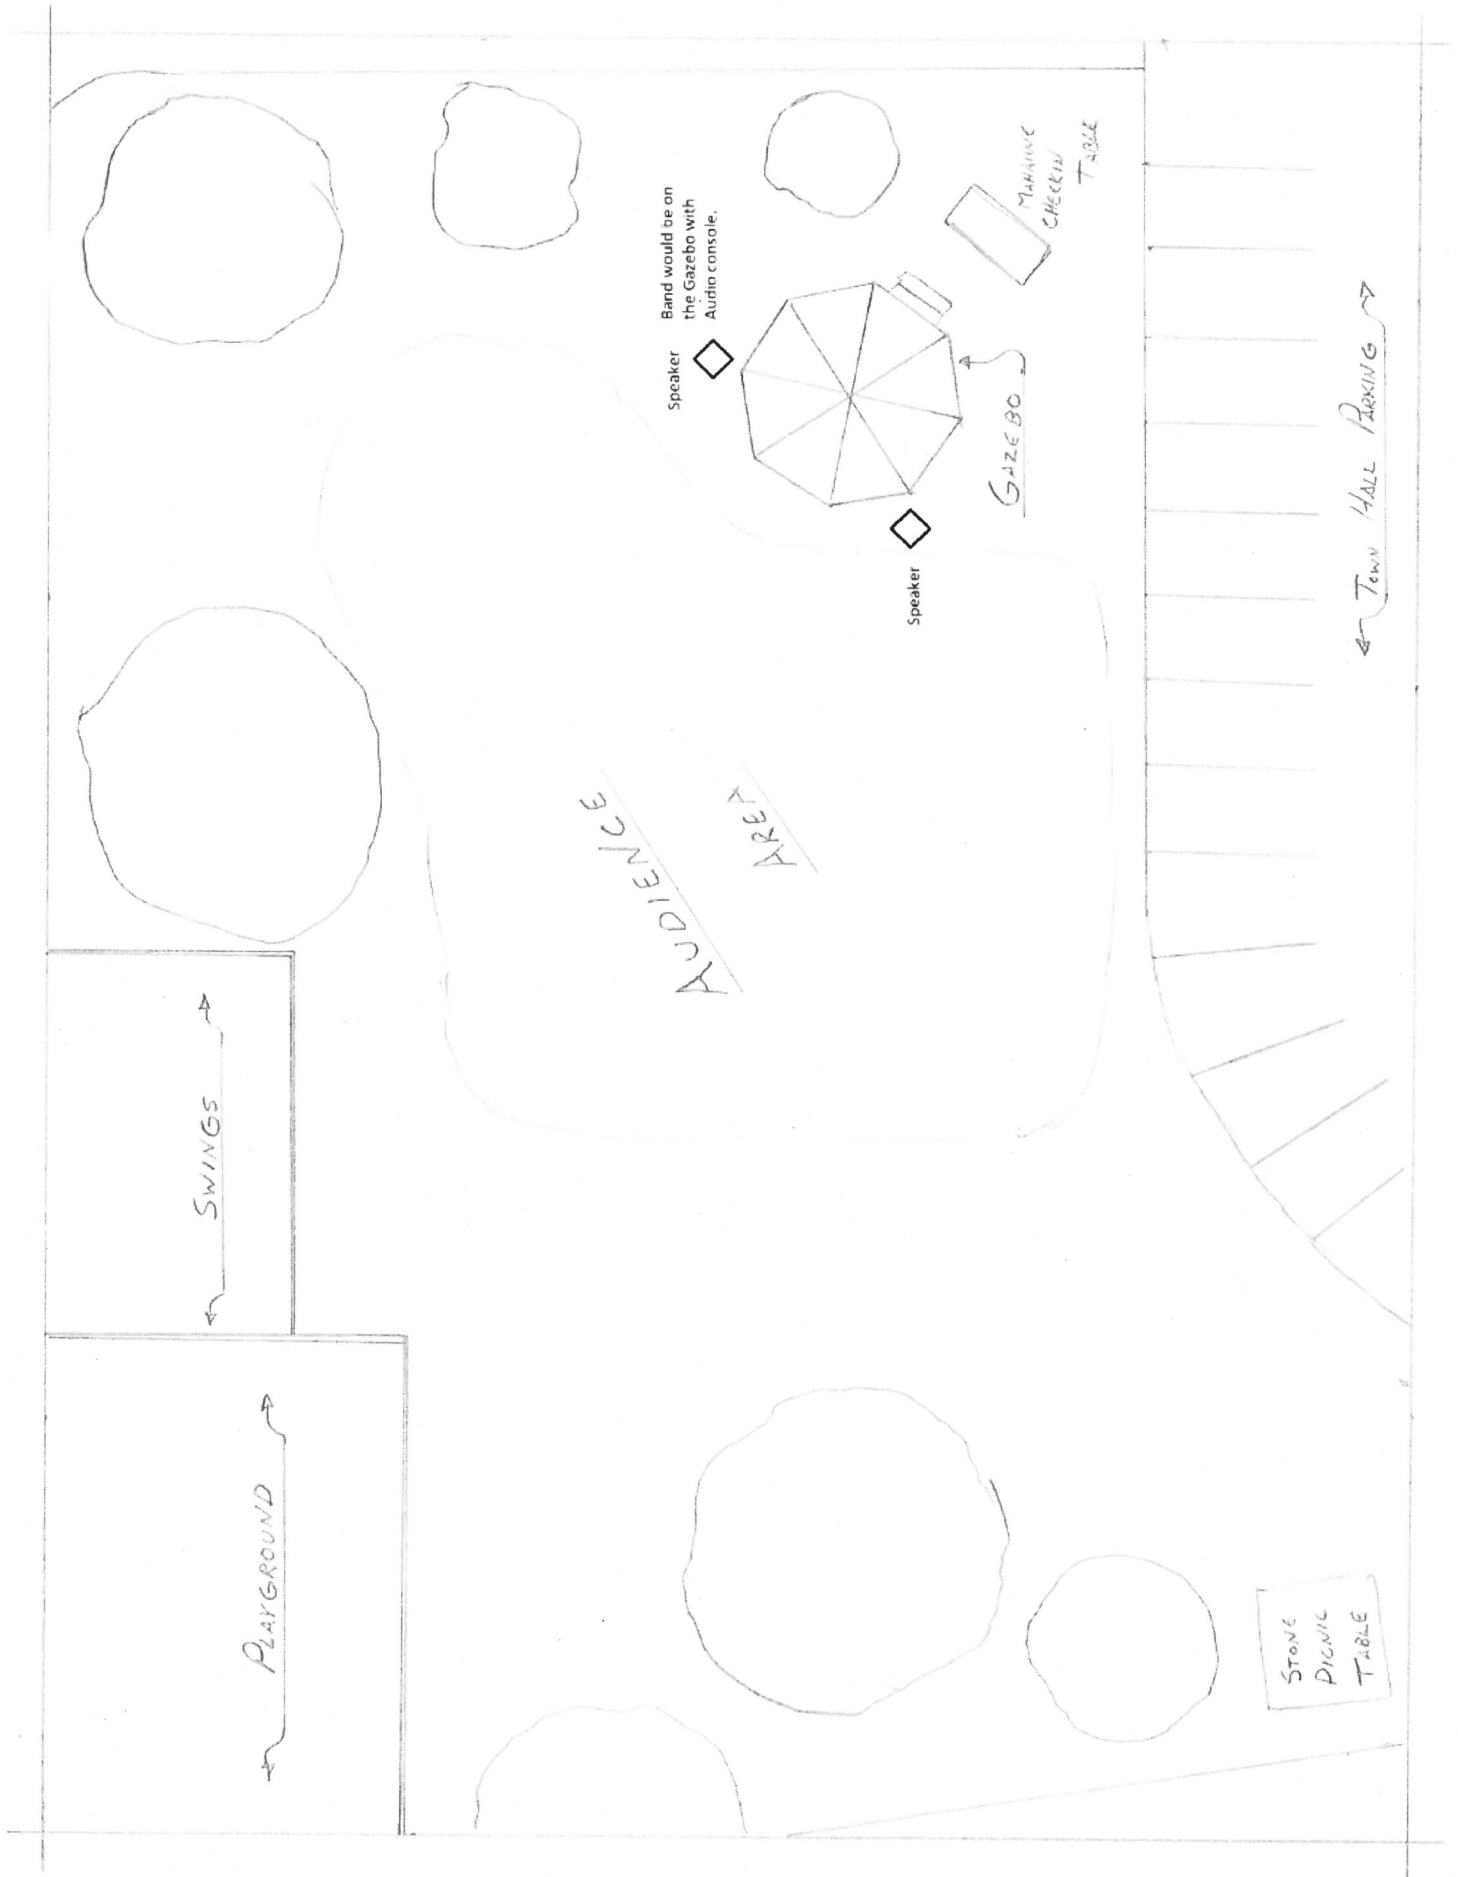 PLAYGROUND
SWINGS
AUDIENCE
AREA
Speaker
Band would be on
the Gazebo with
Audio console.
Speaker
GAZEBO
CHECKIN
TABLE
STONE
PICNIC
TABLE
TOWN HALL PARKING